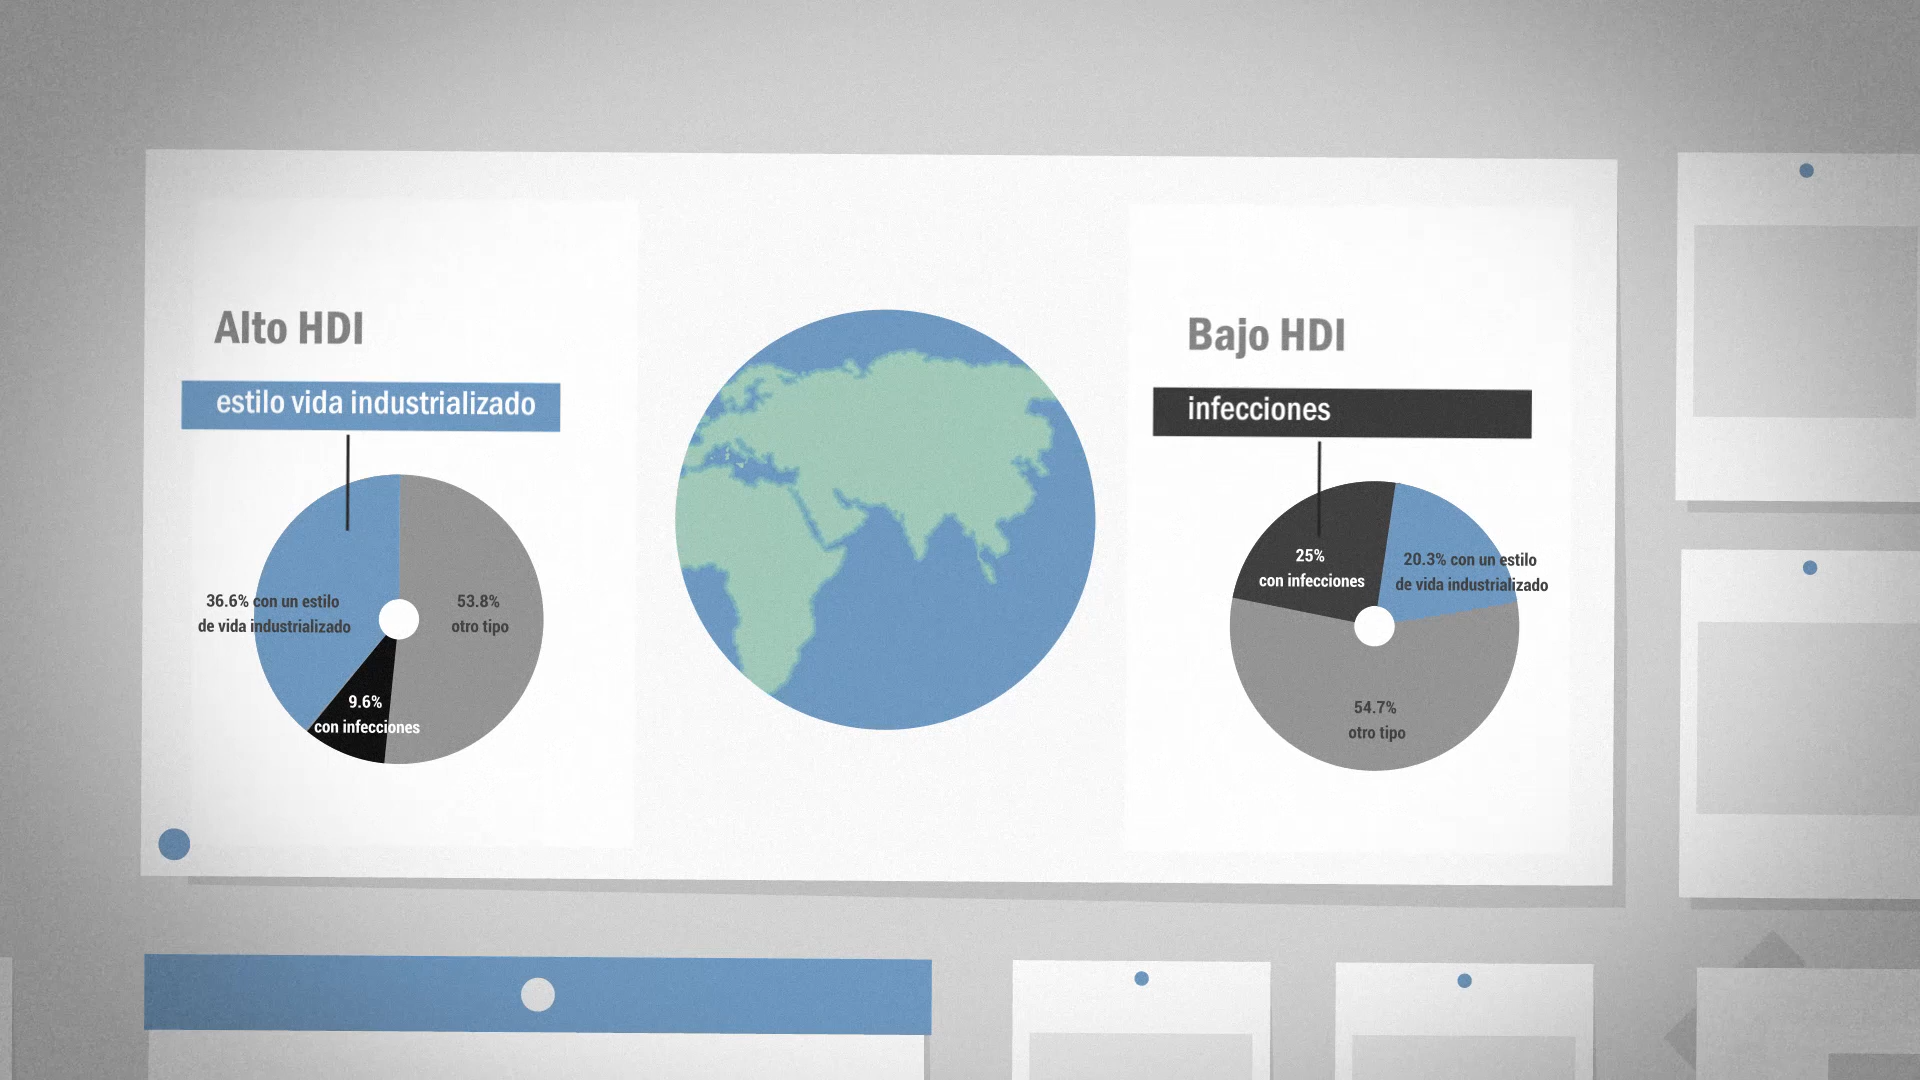 Alto HDI
estilo vida industrializado
36.6% con un estilo
de vida industrializado
53.8%
otro tipo
9.6%
con infecciones
Bajo HDI
infecciones
25%
con infecciones
20.3% con un estilo
de vida industrializado
54.7%
otro tipo